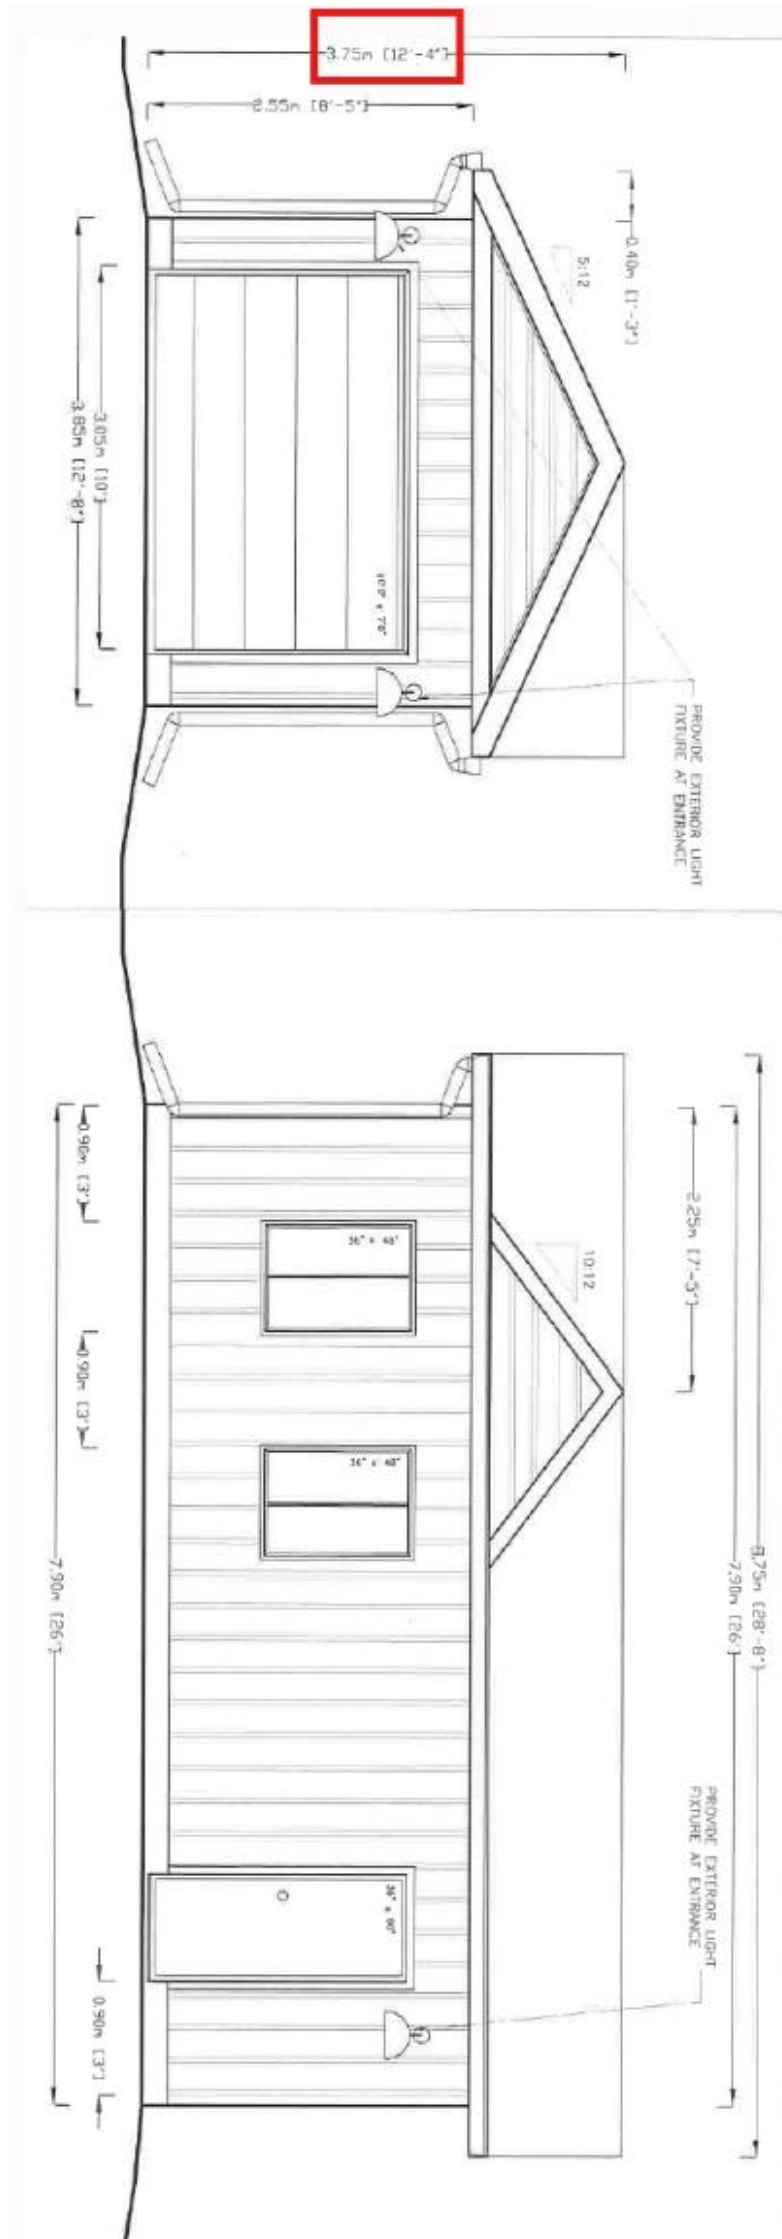 3.75m [12'-4"]
2.55m [8'-5"]
0.40m [1'-3"]
5:12
3.05m [10']
3.85m [12'-8"]
PROVIDE EXTERIOR LIGHT
FIXTURE AT ENTRANCE
8.75m [28'-8"]
7.90m [26']
2.25m [7'-5"]
10:12
36" x 48"
36" x 48"
0.90m [3']
0.90m [3']
7.90m [26']
PROVIDE EXTERIOR LIGHT
FIXTURE AT ENTRANCE
36" x 80"
0.90m [3']